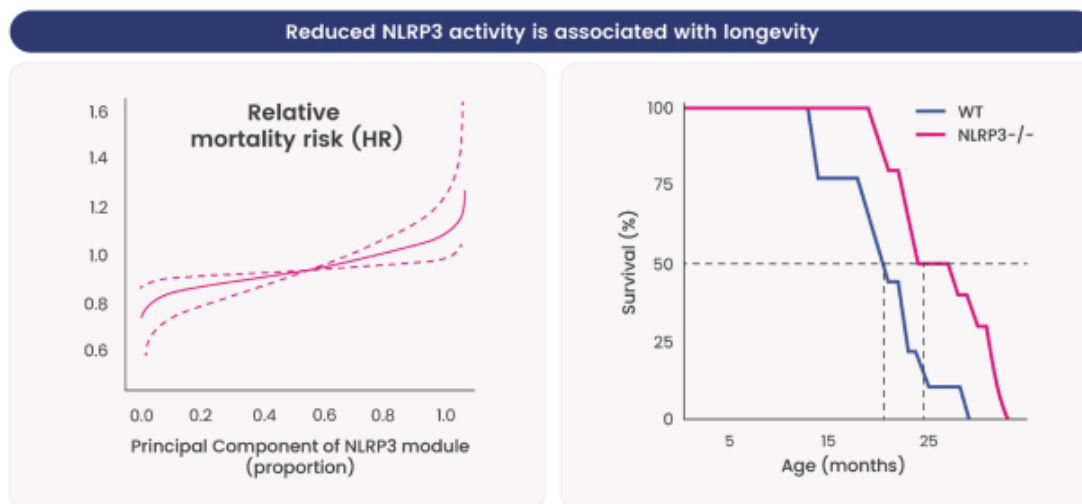 Reduced NLRP3 activity is associated with longevity
Relative
mortality risk (HR)
1.6
1.4
1.2
1.0
0.8
0.6
0.0 0.2 0.4 0.6 0.8 1.0
Principal Component of NLRP3 module
(proportion)
WT
NLRP3-/-
Survival (%)
100
75
50
25
0
5 15 25
Age (months)